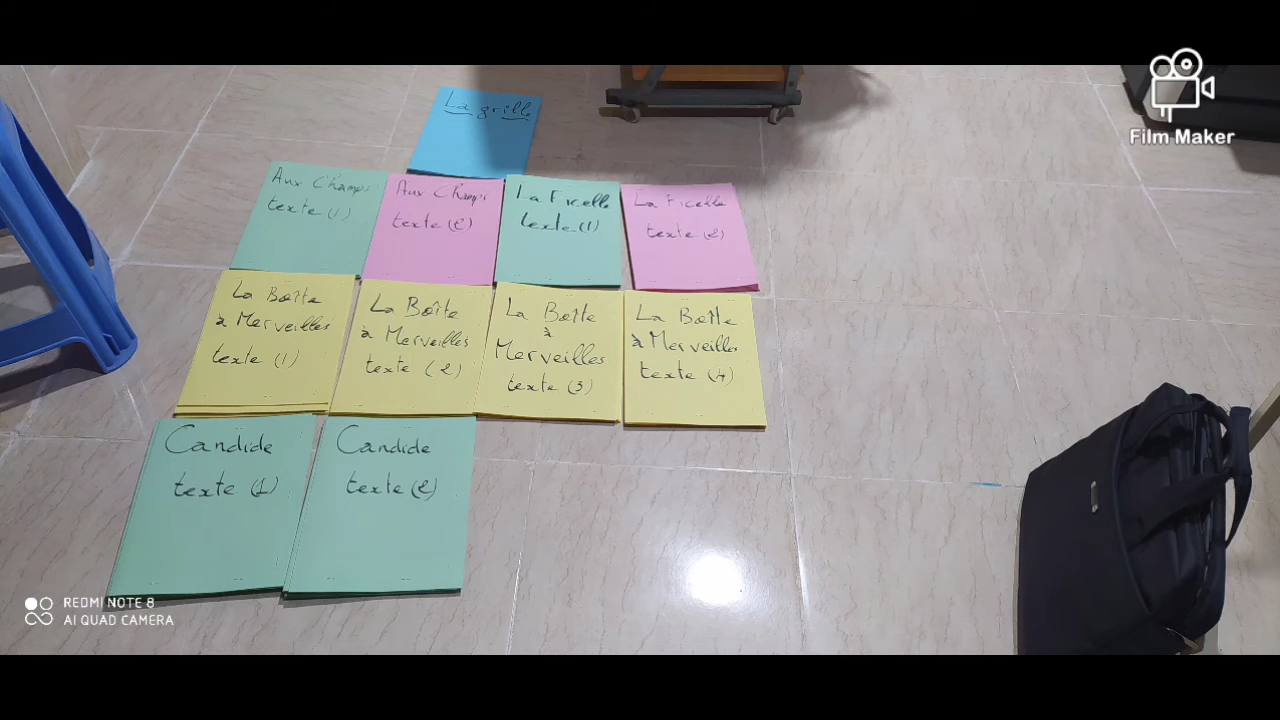 La grille
Aux Champs
texte (1)
Aux Champs
texte (2)
La Ficelle
texte (1)
La Ficelle
texte (2)
La Boîte
à Merveilles
texte (1)
La Boîte
à Merveilles
texte (2)
La Boîte
à
Merveilles
texte (3)
La Boîte
à Merveilles
texte (4)
Candide
texte (1)
Candide
texte (2)
Film Maker
REDMI NOTE 8
AI QUAD CAMERA